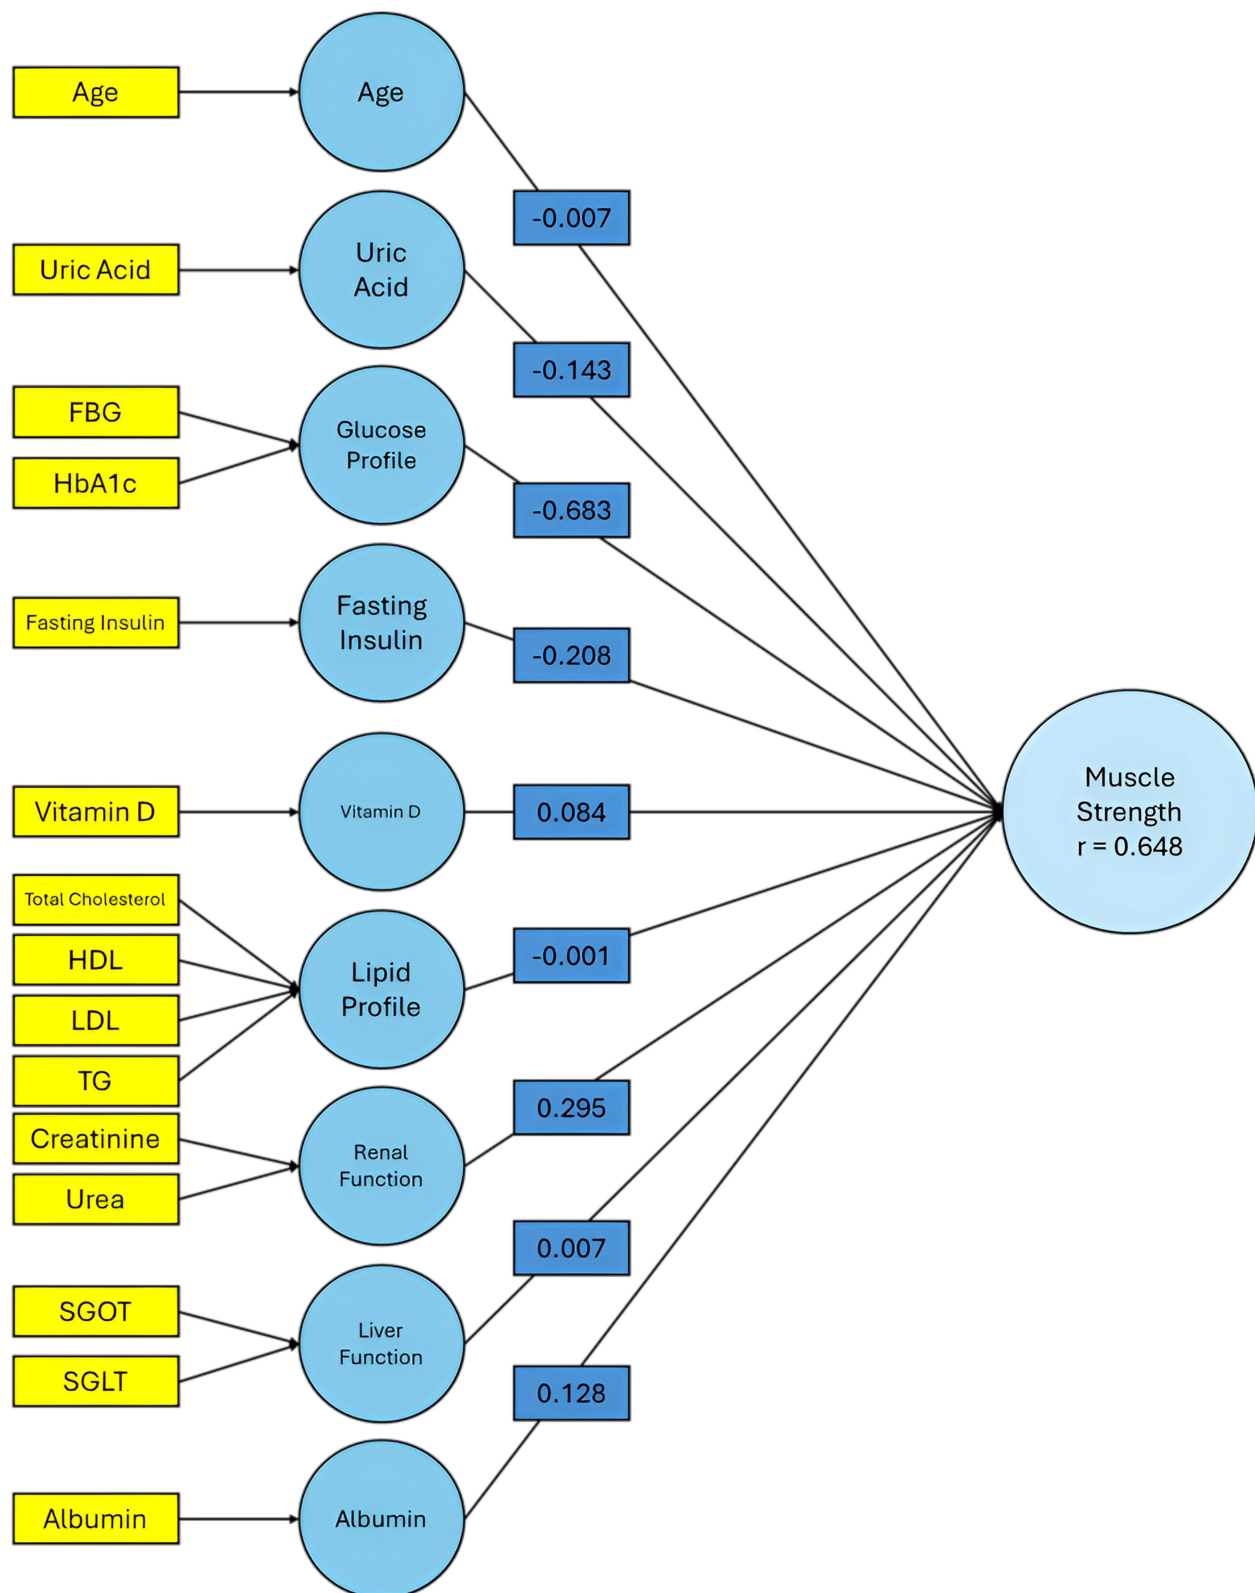 Age
Age
-0.007
Uric Acid
Uric
Acid
-0.143
FBG
HbA1c
Glucose
Profile
-0.683
Fasting Insulin
Fasting
Insulin
-0.208
Vitamin D
Vitamin D
0.084
Muscle
Strength
r = 0.648
Total Cholesterol
HDL
LDL
TG
Lipid
Profile
-0.001
Creatinine
Urea
Renal
Function
0.295
SGOT
SGLT
Liver
Function
0.007
Albumin
Albumin
0.128